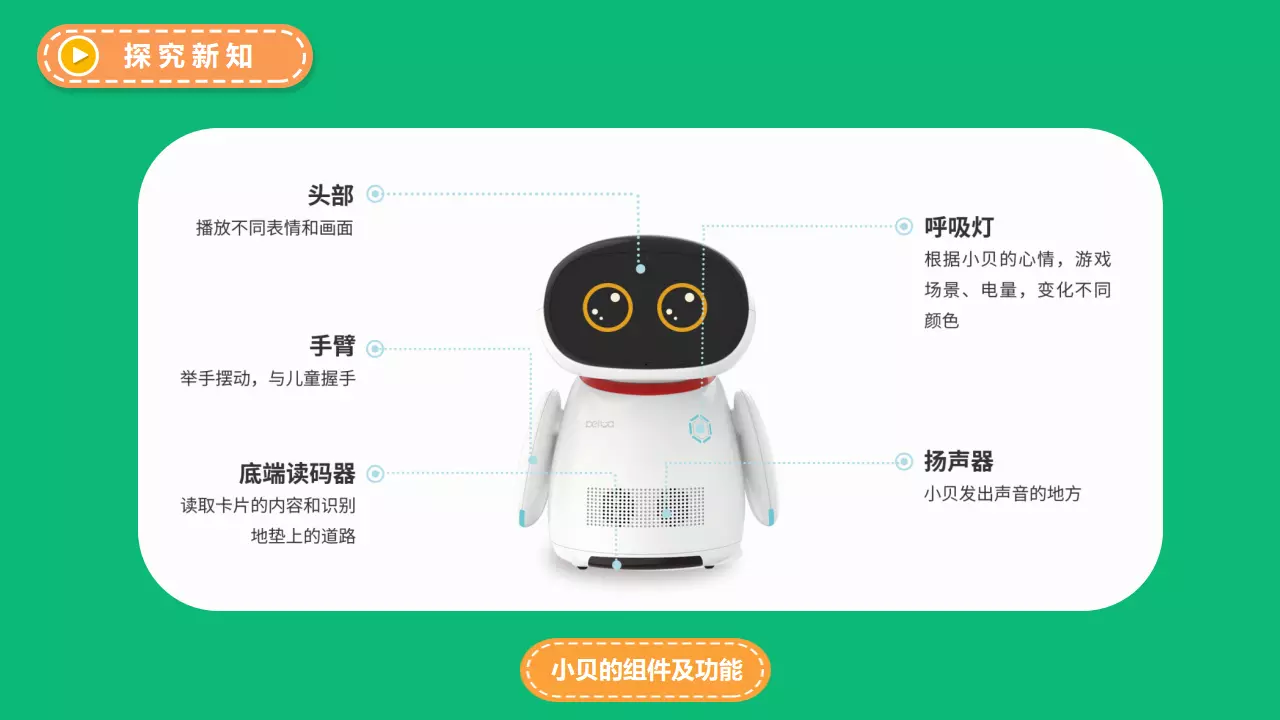 探究新知
头部
播放不同表情和画面
呼吸灯
根据小贝的心情，游戏
场景、电量，变化不同
颜色
手臂
举手摆动，与儿童握手
底端读码器
读取卡片的内容和识别
地垫上的道路
扬声器
小贝发出声音的地方
小贝的组件及功能